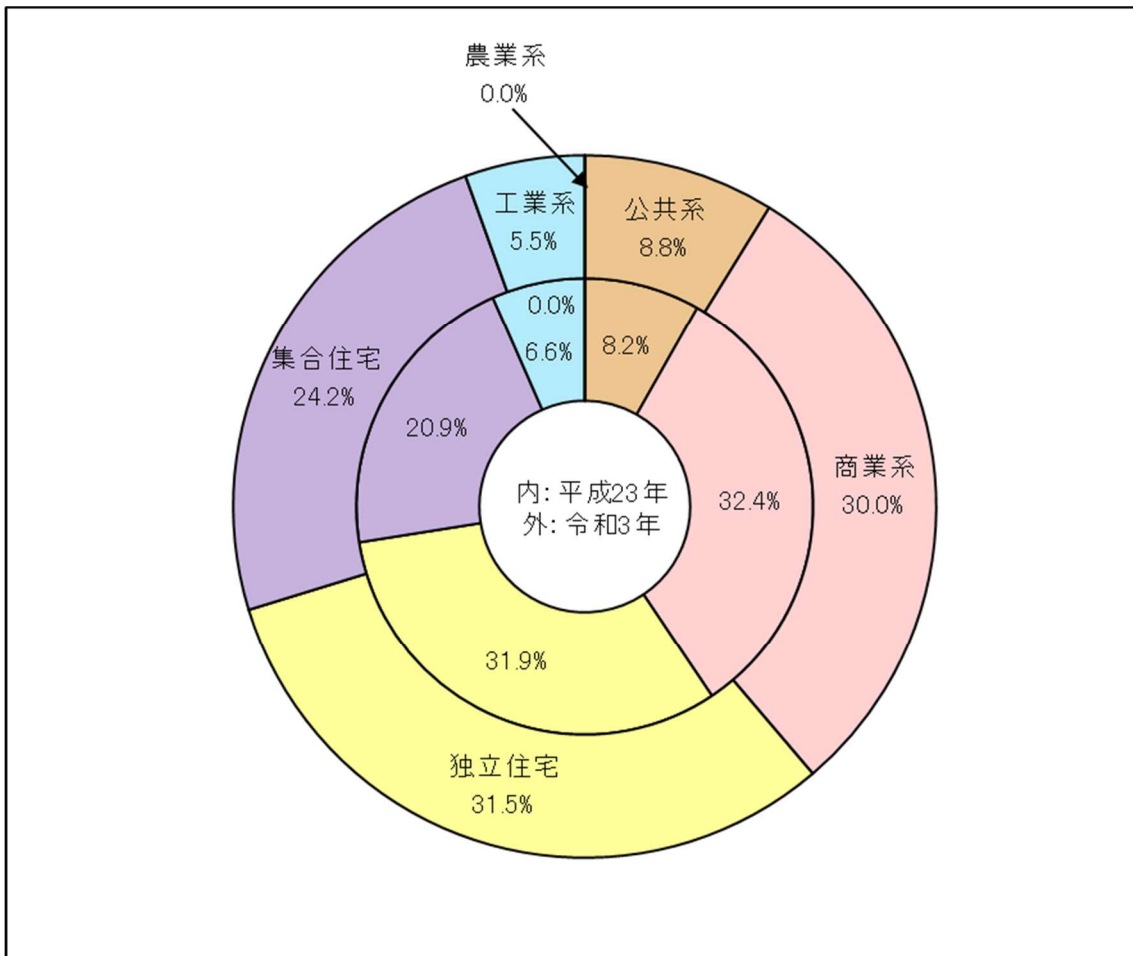 農業系
0.0%
工業系
5.5%
公共系
8.8%
0.0%
6.6%
8.2%
集合住宅
24.2%
20.9%
商業系
30.0%
32.4%
内:平成23年
外:令和3年
31.9%
独立住宅
31.5%